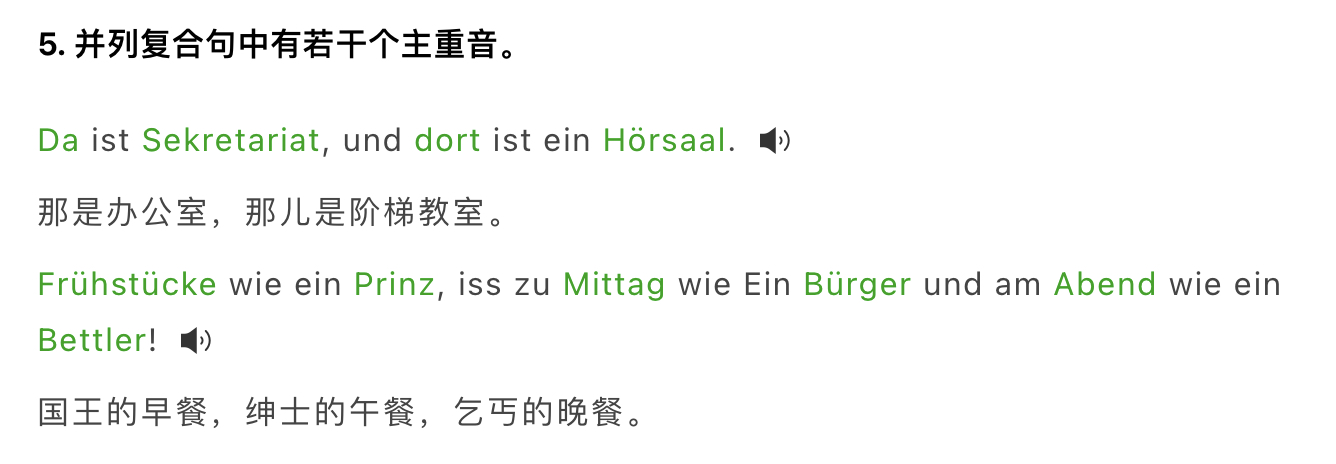 5. 并列复合句中有若干个主重音。
Da ist Sekretariat, und dort ist ein Hörsaal.
那是办公室，那儿是阶梯教室。
Frühstücke wie ein Prinz, iss zu Mittag wie Ein Bürger und am Abend wie ein
Bettler!
国王的早餐，绅士的午餐，乞丐的晚餐。